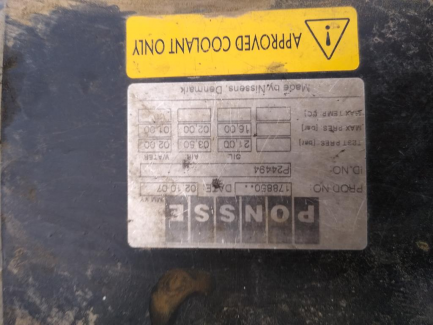 PONSSE
PROD NO 178850.. DATE: 02.10.07
ID.NO. P24494
OIL AIR WATER
TEST PRES. [bar] 21.00 03.50 02.00
MAX PRES [bar] 16.00 02.00 01.50
MAX TEMP [°C]
Made by Nissens, Denmark
APPROVED COOLANT ONLY